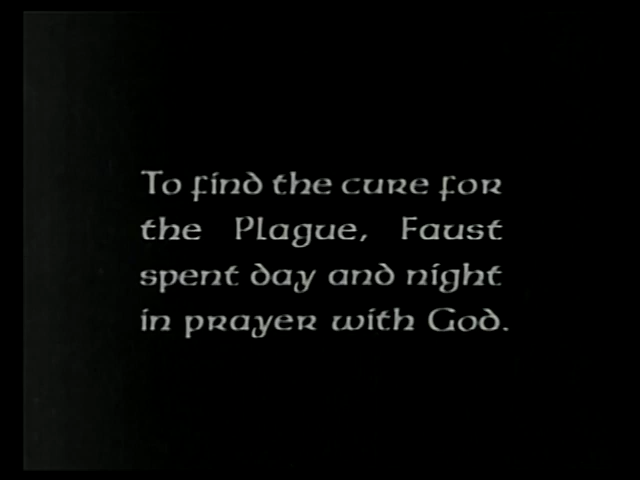 To find the cure for
the Plague, Faust
spent day and night
in prayer with God.